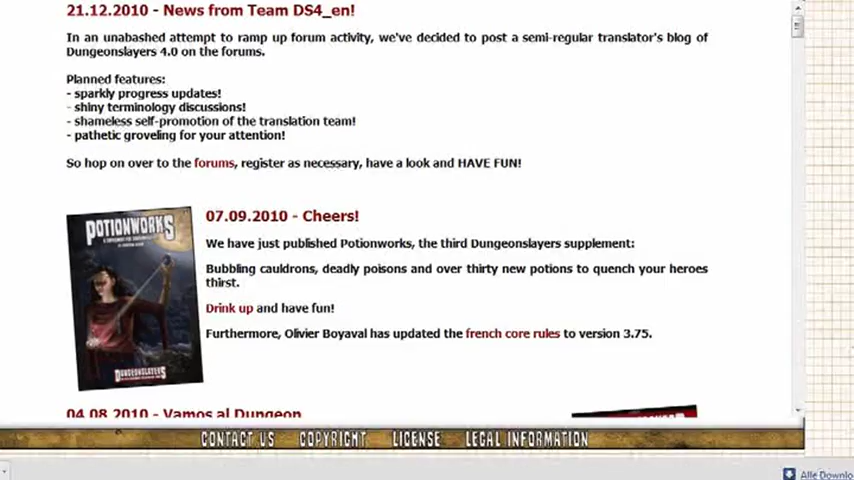 21.12.2010 - News from Team DS4_en!
In an unabashed attempt to ramp up forum activity, we've decided to post a semi-regular translator's blog of
Dungeonslayers 4.0 on the forums.
Planned features:
- sparkly progress updates!
- shiny terminology discussions!
- shameless self-promotion of the translation team!
- pathetic groveling for your attention!
So hop on over to the forums, register as necessary, have a look and HAVE FUN!
POTIONWORKS
DUNGEONSLAYERS
07.09.2010 - Cheers!
We have just published Potionworks, the third Dungeonslayers supplement:
Bubbling cauldrons, deadly poisons and over thirty new potions to quench your heroes
thirst.
Drink up and have fun!
Furthermore, Olivier Boyaval has updated the french core rules to version 3.75.
04.08.2010 - Vamos al Dungeon
CONTACT US COPYRIGHT LICENSE LEGAL INFORMATION
Alle Downlo